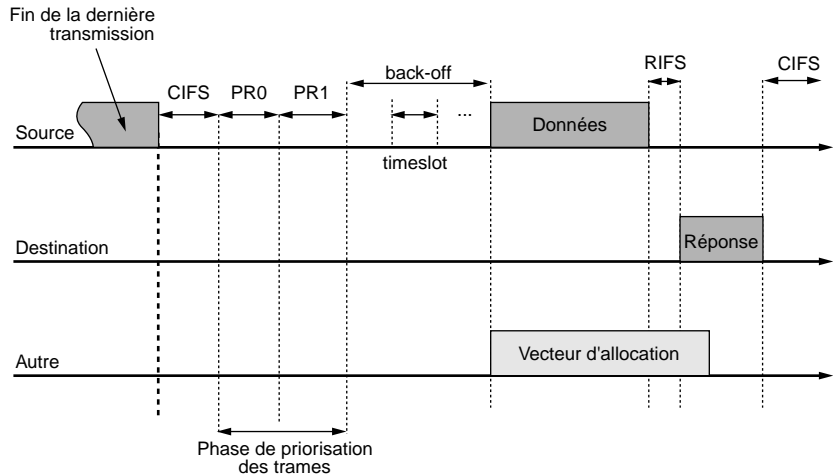 Fin de la dernière
transmission
CIFS
PR0
PR1
back-off
RIFS
CIFS
Source
timeslot
...
Données
Destination
Réponse
Autre
Vecteur d'allocation
Phase de priorisation
des trames